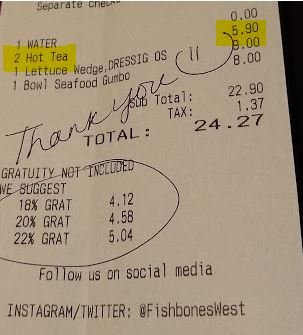 Separate checks
1 WATER 0.00
2 Hot Tea 5.90
1 Lettuce Wedge,DRESSIG OS 9.00
1 Bowl Seafood Gumbo 8.00
Thank you
Sub Total: 22.90
TAX: 1.37
TOTAL: 24.27
GRATUITY NOT INCLUDED
WE SUGGEST
18% GRAT 4.12
20% GRAT 4.58
22% GRAT 5.04
Follow us on social media
INSTAGRAM/TWITTER: @FishbonesWest